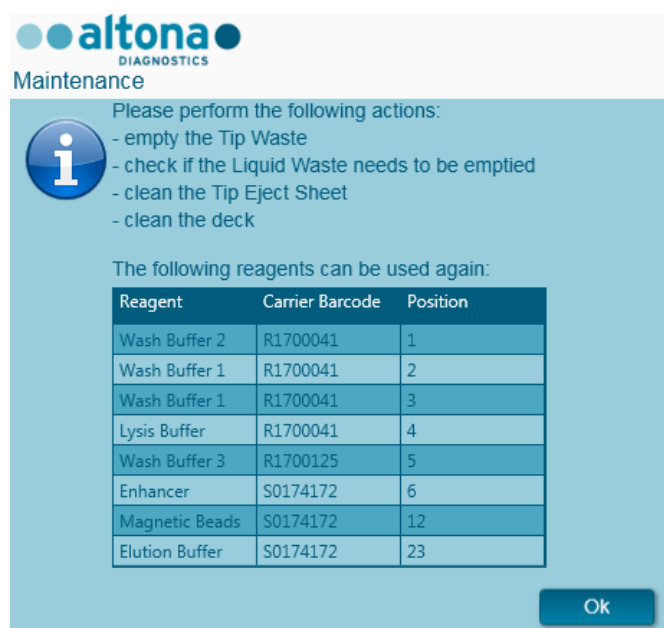 altona
DIAGNOSTICS
Maintenance
Please perform the following actions:
- empty the Tip Waste
- check if the Liquid Waste needs to be emptied
- clean the Tip Eject Sheet
- clean the deck
The following reagents can be used again:
Reagent Carrier Barcode Position
Wash Buffer 2 R1700041 1
Wash Buffer 1 R1700041 2
Wash Buffer 1 R1700041 3
Lysis Buffer R1700041 4
Wash Buffer 3 R1700125 5
Enhancer S0174172 6
Magnetic Beads S0174172 12
Elution Buffer S0174172 23
Ok